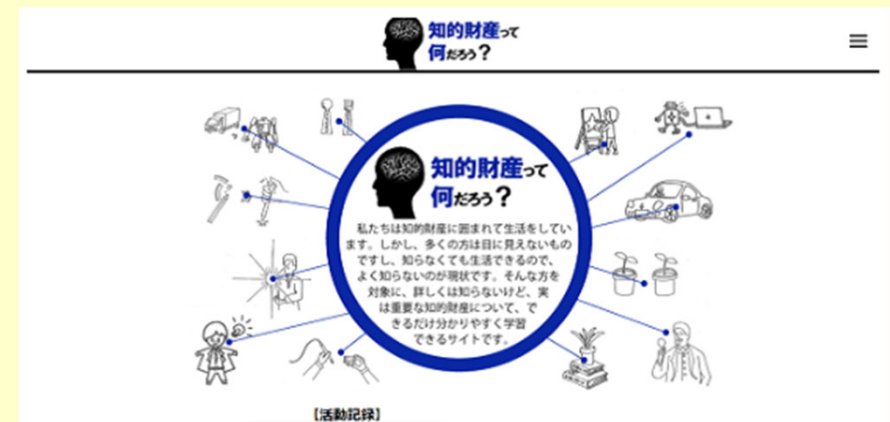 知的財産って
何だろう？
知的財産って
何だろう？
私たちは知的財産に囲まれて生活をしてい
ます。しかし、多くの方は目に見えないもの
ですし、知らなくても生活できるので、
よく知らないのが現状です。そんな方を
対象に、詳しくは知らないけど、実
は重要な知的財産について、で
きるだけ分かりやすく学習
できるサイトです。
【活動記録】